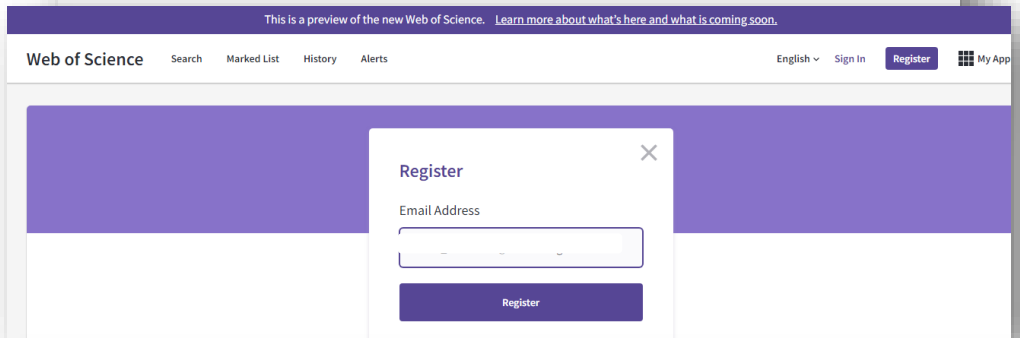 This is a preview of the new Web of Science. Learn more about what's here and what is coming soon.
Web of Science Search Marked List History Alerts English Sign In Register My App
Register
Email Address
Register